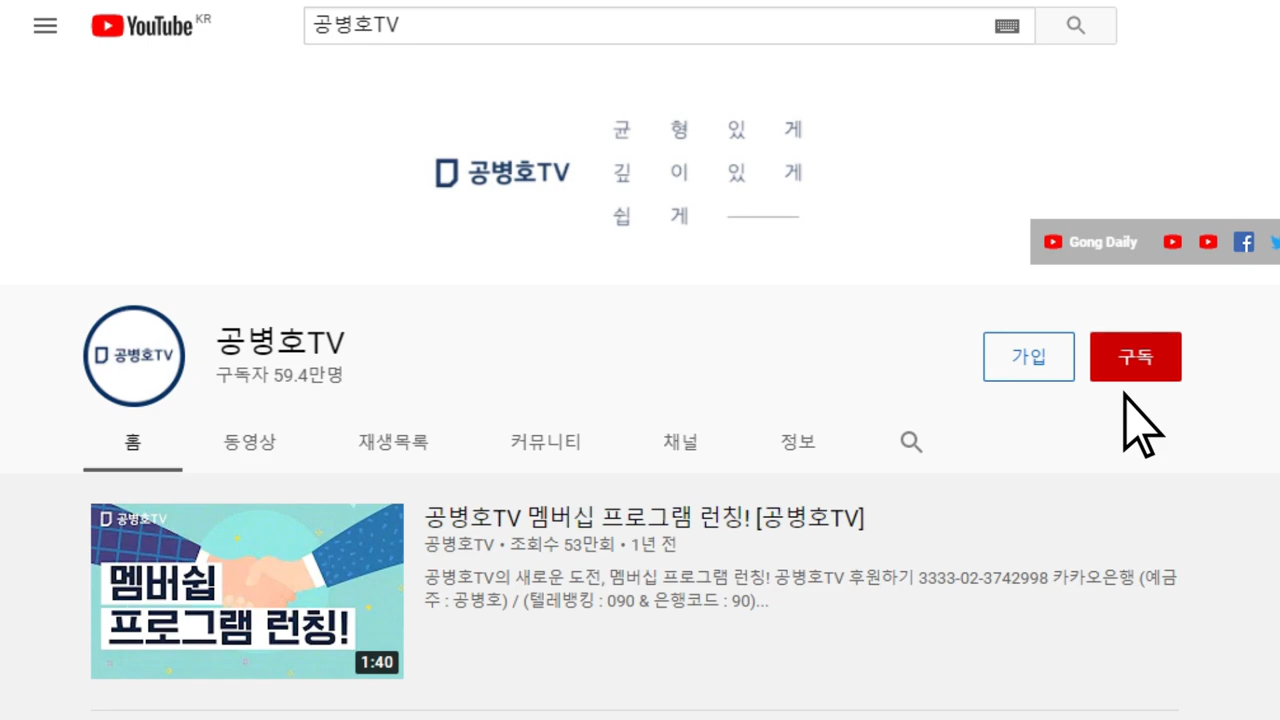 YouTube KR
공병호TV
균 형 있 게
공병호TV
깊 이 있 게
쉽 게
Gong Daily
공병호TV
공병호TV
구독자 59.4만명
가입
구독
홈
동영상
재생목록
커뮤니티
채널
정보
공병호TV
멤버쉽
프로그램 런칭!
1:40
공병호TV 멤버십 프로그램 런칭! [공병호TV]
공병호TV • 조회수 53만회 • 1년 전
공병호TV의 새로운 도전, 멤버십 프로그램 런칭! 공병호TV 후원하기 3333-02-3742998 카카오은행 (예금
주 : 공병호) / (텔레뱅킹 : 090 & 은행코드 : 90)...